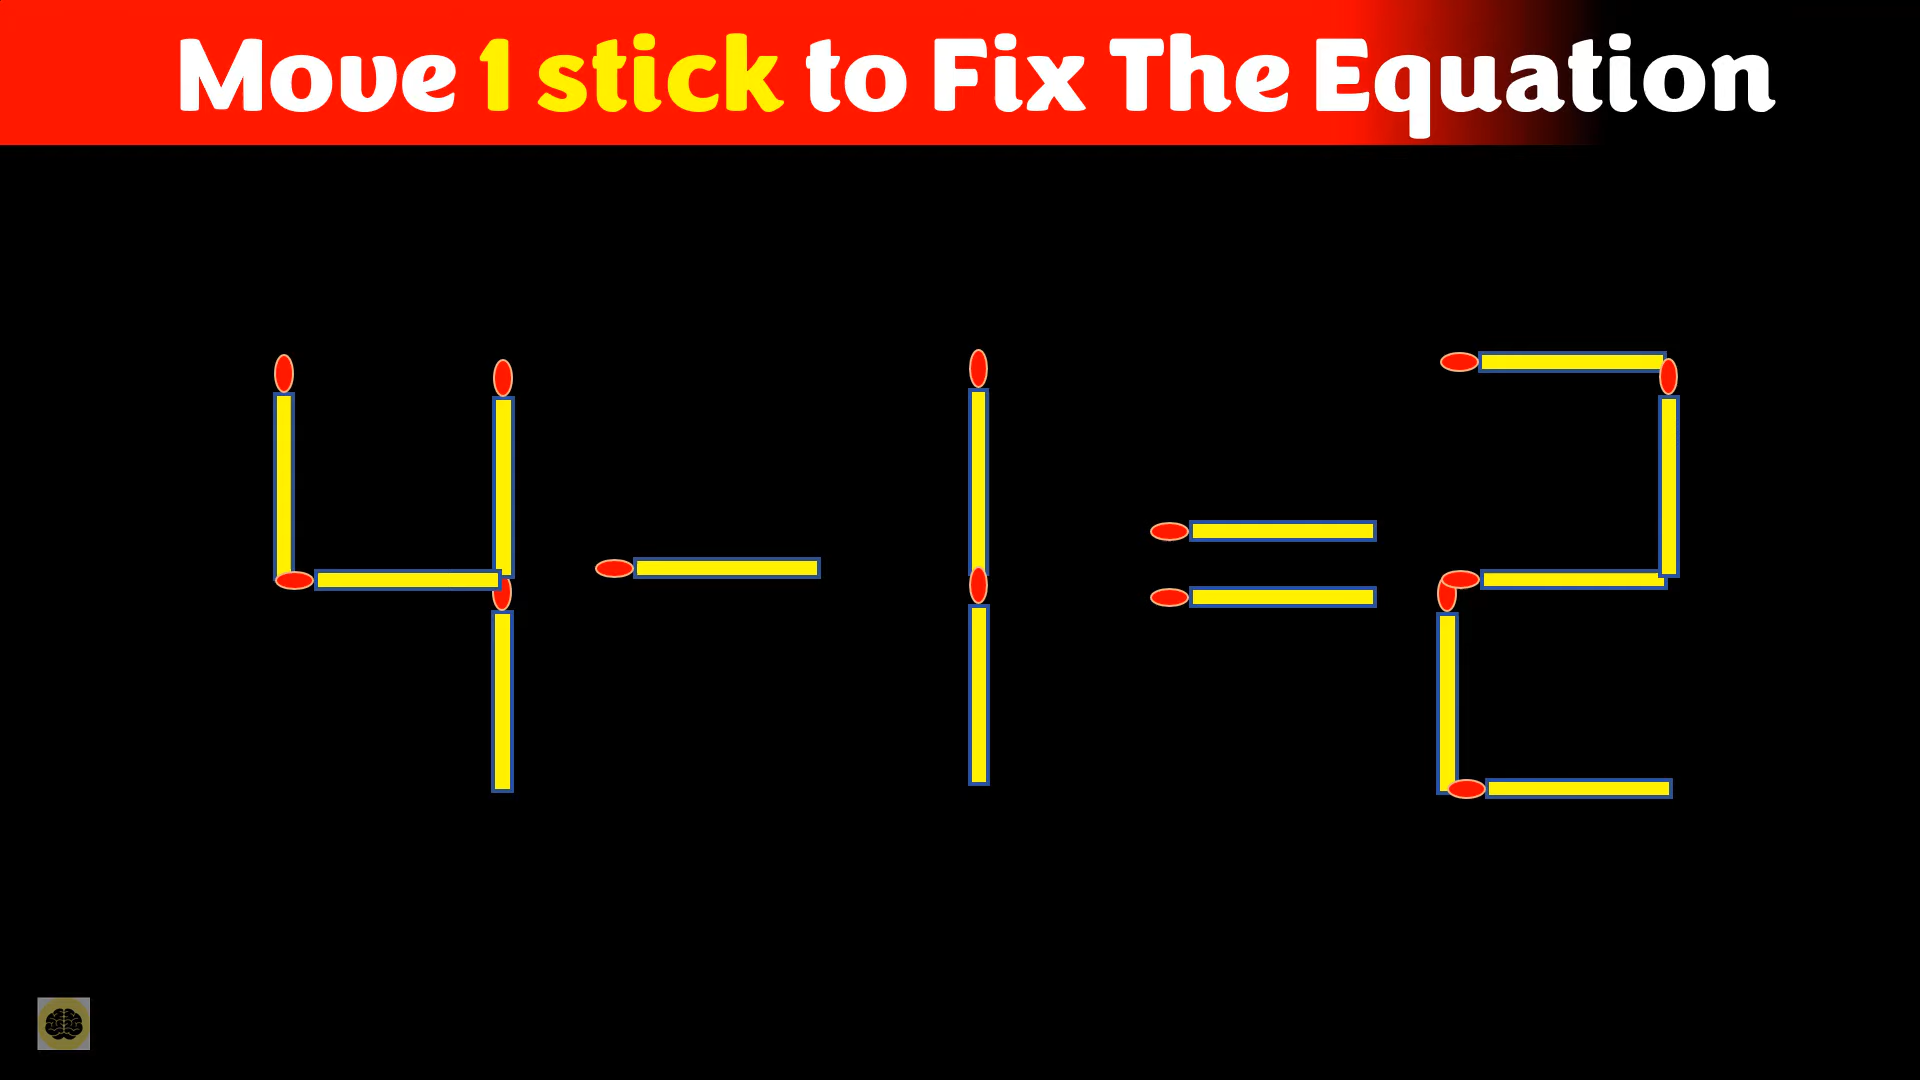 Move 1 stick to Fix The Equation
4 - 1 = 2